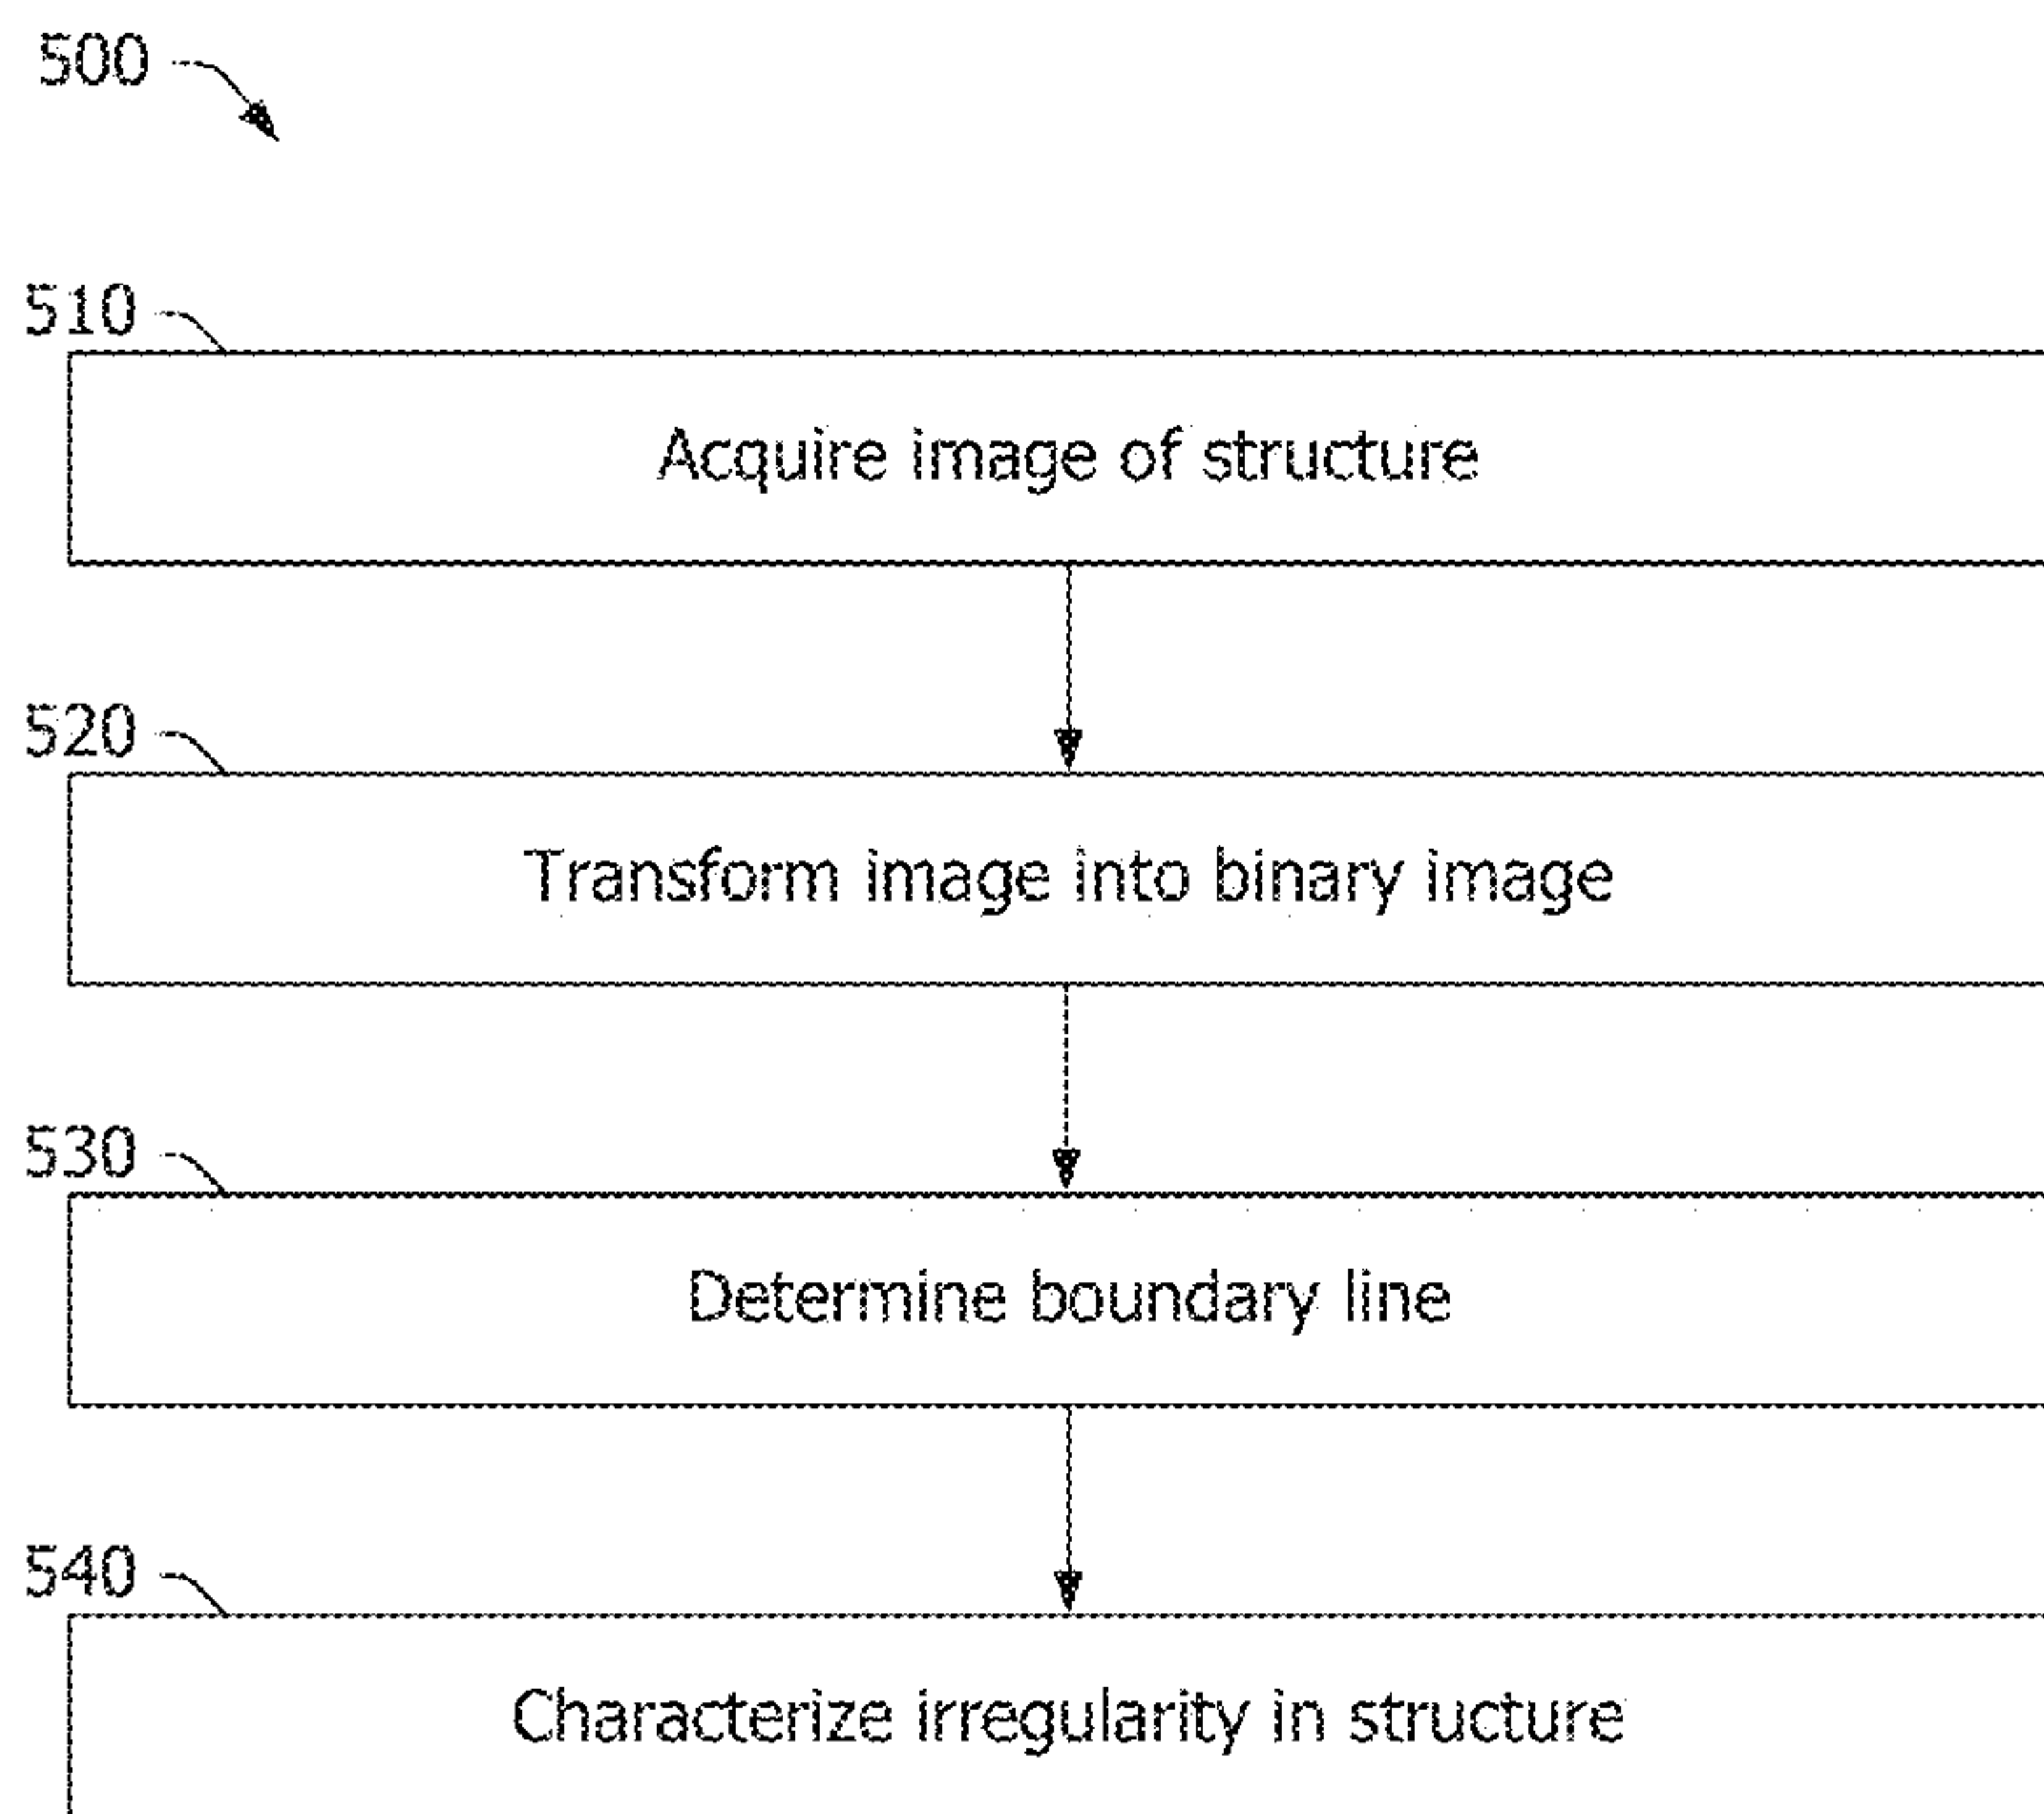 500
510
Acquire image of structure
520
Transform image into binary image
530
Determine boundary line
540
Characterize irregularity in structure